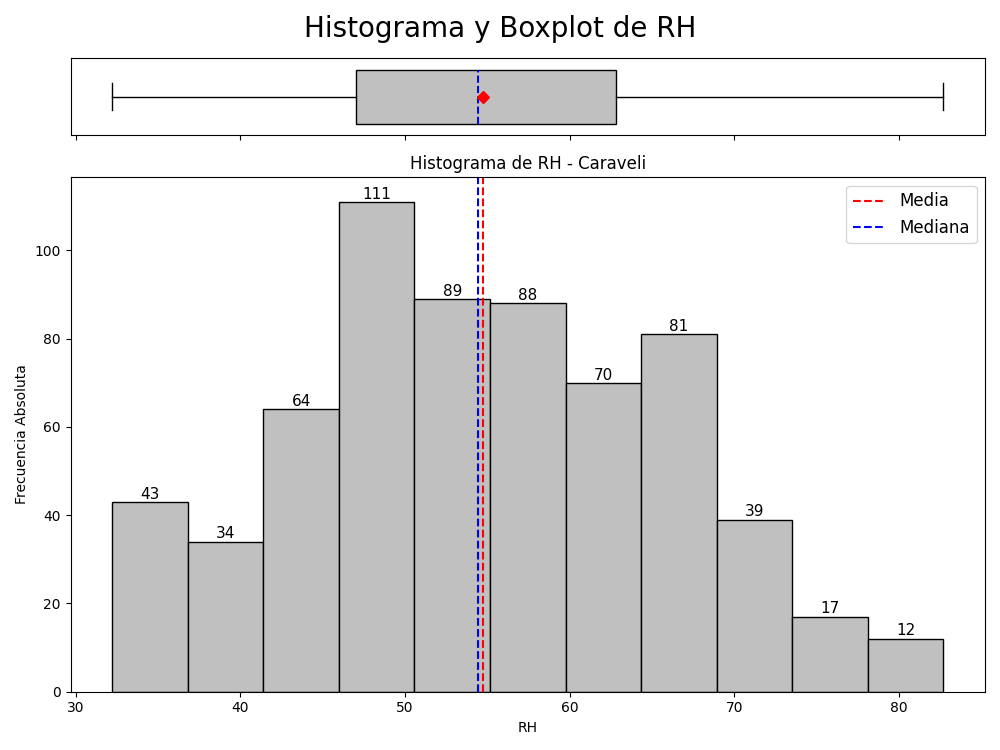 Histograma y Boxplot de RH
Histograma de RH - Caraveli
Media
Mediana
111
89
88
81
70
64
43
34
39
17
12
Frecuencia Absoluta
100
80
60
40
20
0
30 40 50 60 70 80
RH